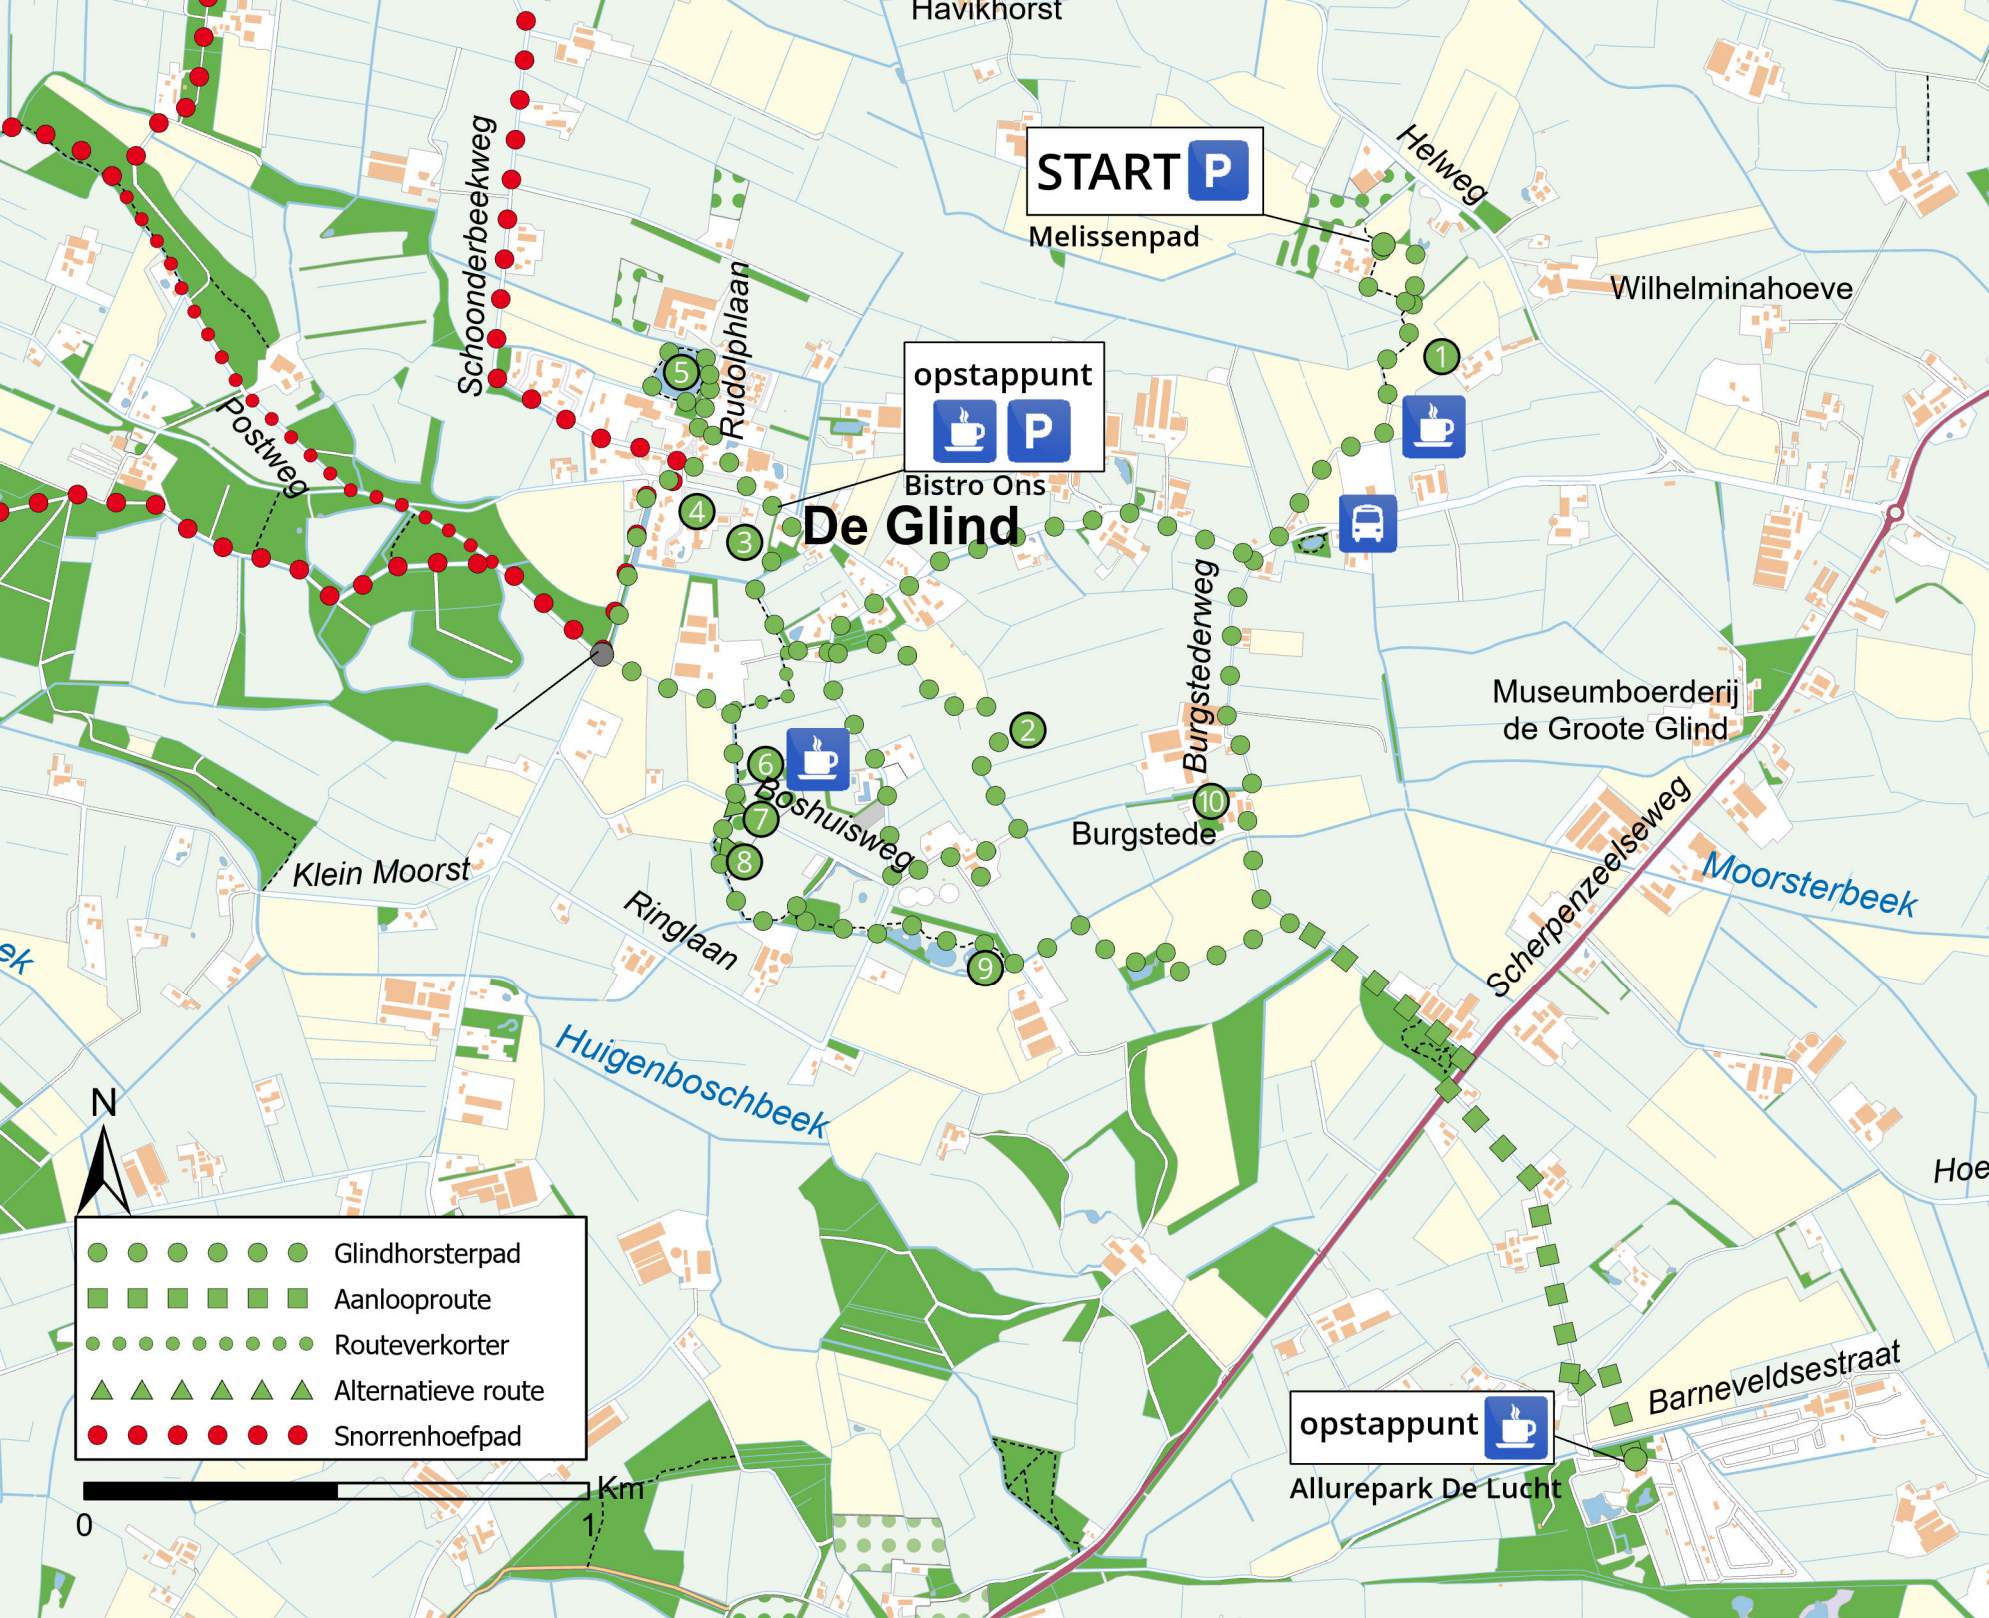 Havikhorst
Helweg
START P
Melissenpad
Schoonderbeekweg
Rudolphlaan
Wilhelminahoeve
1
5
opstappunt
P
Bistro Ons
Postweg
4
3
De Glind
Burgstederweg
2
Museumboerderij
de Groote Glind
6
Boshuisweg
7
8
10
Burgstede
Klein Moorst
Ringlaan
9
Scherpenzeelseweg
Moorsterbeek
ek
Huigenboschbeek
N
Hoe
Glindhorsterpad
Aanlooproute
Routeverkorter
Alternatieve route
Snorrenhoefpad
Km
0 1
Barneveldsestraat
opstappunt
Allurepark De Lucht